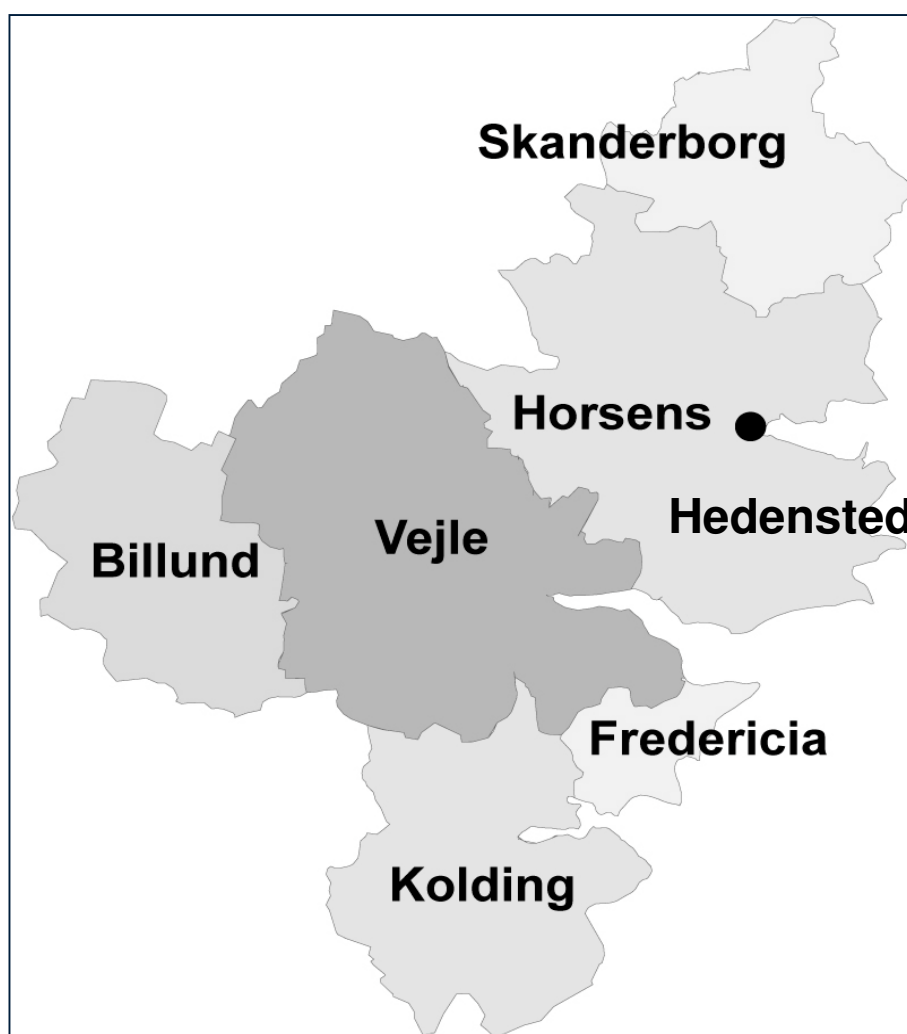 Skanderborg
Horsens
Hedensted
Vejle
Billund
Fredericia
Kolding